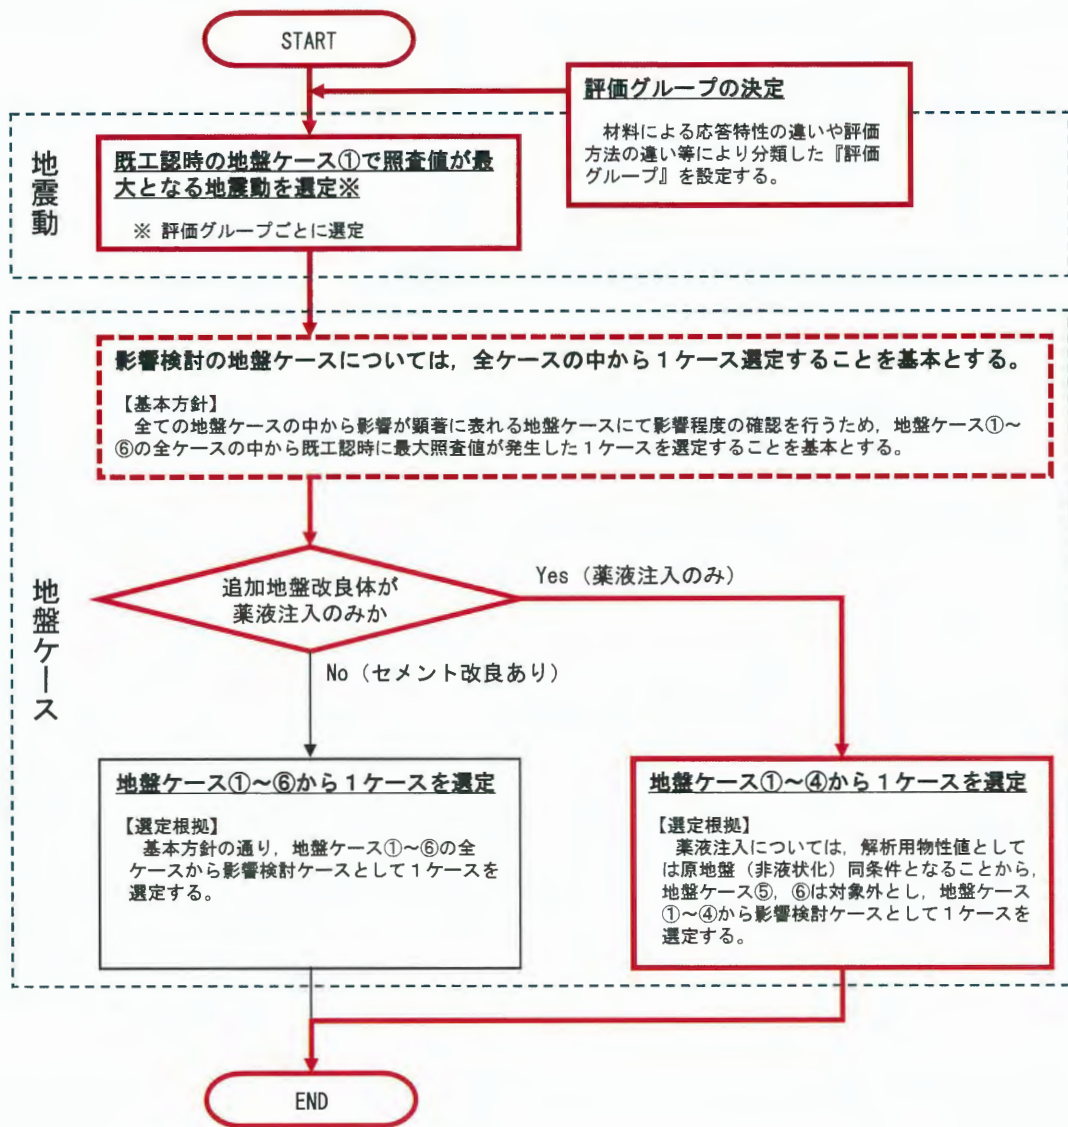 START
評価グループの決定
材料による応答特性の違いや評価
方法の違い等により分類した『評価
グループ』を設定する。
地震動
既工認時の地盤ケース①で照査値が最
大となる地震動を選定※
※ 評価グループごとに選定
地盤ケース
影響検討の地盤ケースについては，全ケースの中から１ケース選定することを基本とする。
【基本方針】
全ての地盤ケースの中から影響が顕著に表れる地盤ケースにて影響程度の確認を行うため，地盤ケース①～
⑥の全ケースの中から既工認時に最大照査値が発生した１ケースを選定することを基本とする。
追加地盤改良体が
薬液注入のみか
Yes（薬液注入のみ）
No（セメント改良あり）
地盤ケース①～⑥から１ケースを選定
【選定根拠】
基本方針の通り，地盤ケース①～⑥の全
ケースから影響検討ケースとして１ケースを
選定する。
地盤ケース①～④から１ケースを選定
【選定根拠】
薬液注入については，解析用物性値として
は原地盤（非液状化）同条件となることから，
地盤ケース⑤，⑥は対象外とし，地盤ケース
①～④から影響検討ケースとして１ケースを
選定する。
END